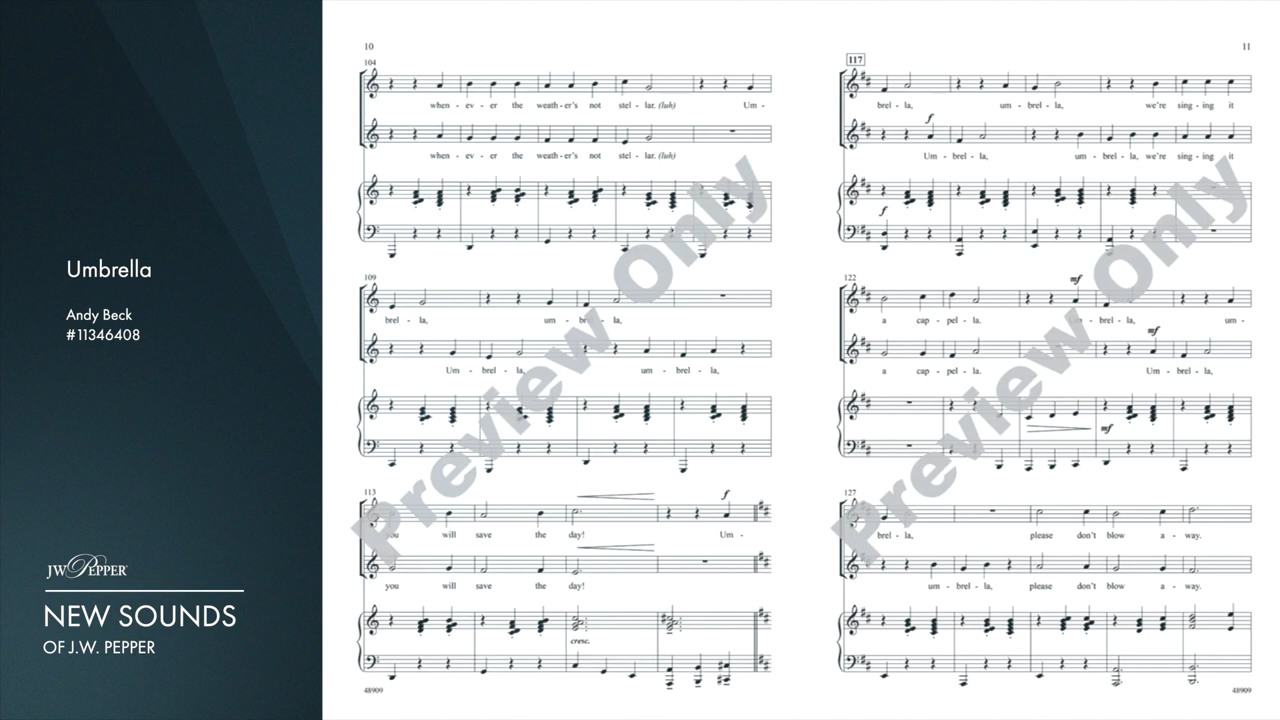 Umbrella
Andy Beck
#11346408
JW PEPPER
NEW SOUNDS
OF J.W. PEPPER
10
104
when - ev - er the weath - er's not stel - lar. (luh) Um -
when - ev - er the weath - er's not stel - lar. (luh)
109
brel - la, um - brel - la,
Um - brel - la, um - brel - la,
113
f
you will save the day! Um -
you will save the day!
cresc.
48909
Preview Only
11
117
brel - la, um - brel - la, we're sing - ing it
f
Um - brel - la, um - brel - la, we're sing - ing it
f
122
mf
a cap - pel - la. Um - brel - la, um -
mf
a cap - pel - la. Um - brel - la,
mf
127
brel - la, please don't blow a - way.
um - brel - la, please don't blow a - way.
48909
Preview Only